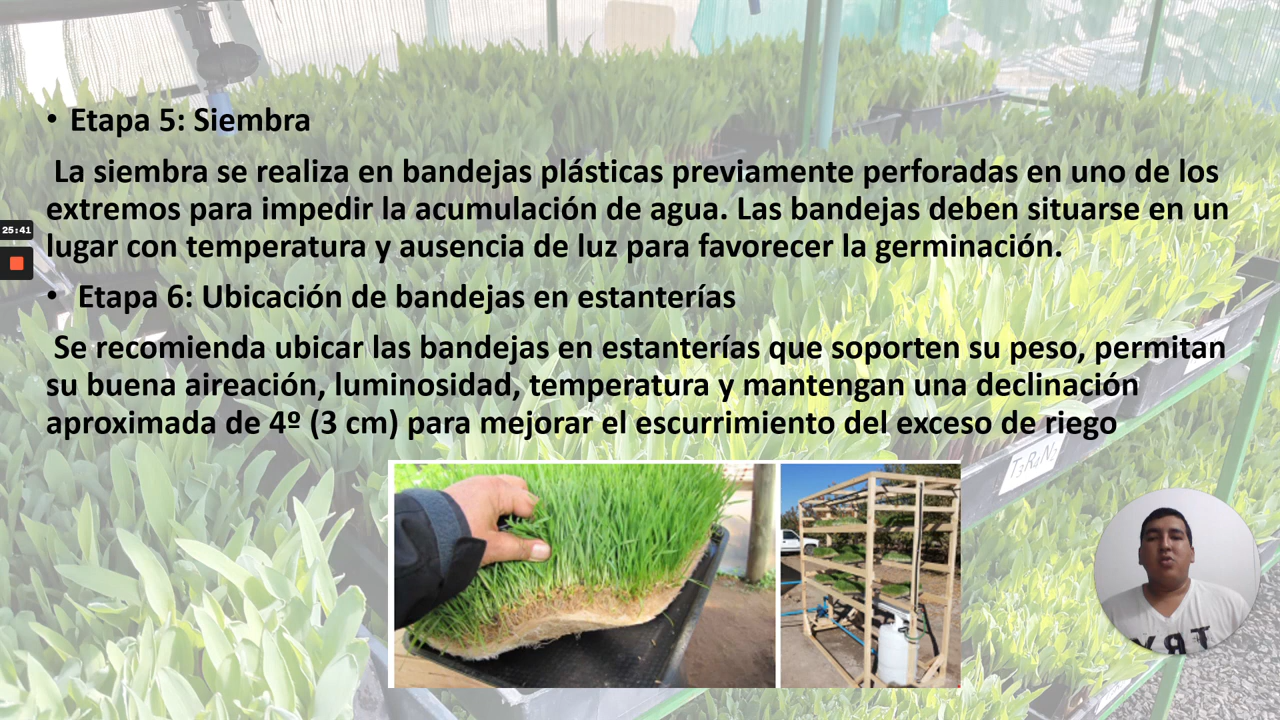 • Etapa 5: Siembra
La siembra se realiza en bandejas plásticas previamente perforadas en uno de los
extremos para impedir la acumulación de agua. Las bandejas deben situarse en un
lugar con temperatura y ausencia de luz para favorecer la germinación.
25:41
• Etapa 6: Ubicación de bandejas en estanterías
Se recomienda ubicar las bandejas en estanterías que soporten su peso, permitan
su buena aireación, luminosidad, temperatura y mantengan una declinación
aproximada de 4º (3 cm) para mejorar el escurrimiento del exceso de riego